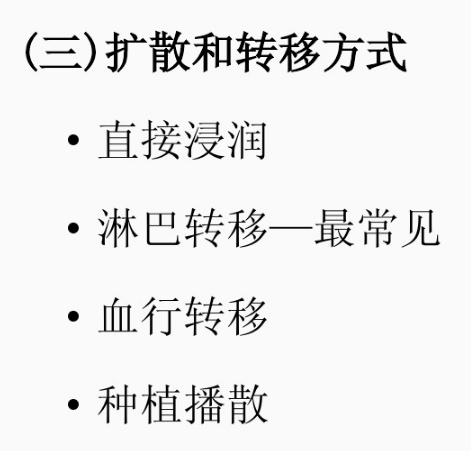 (三)扩散和转移方式
• 直接浸润
• 淋巴转移—最常见
• 血行转移
• 种植播散